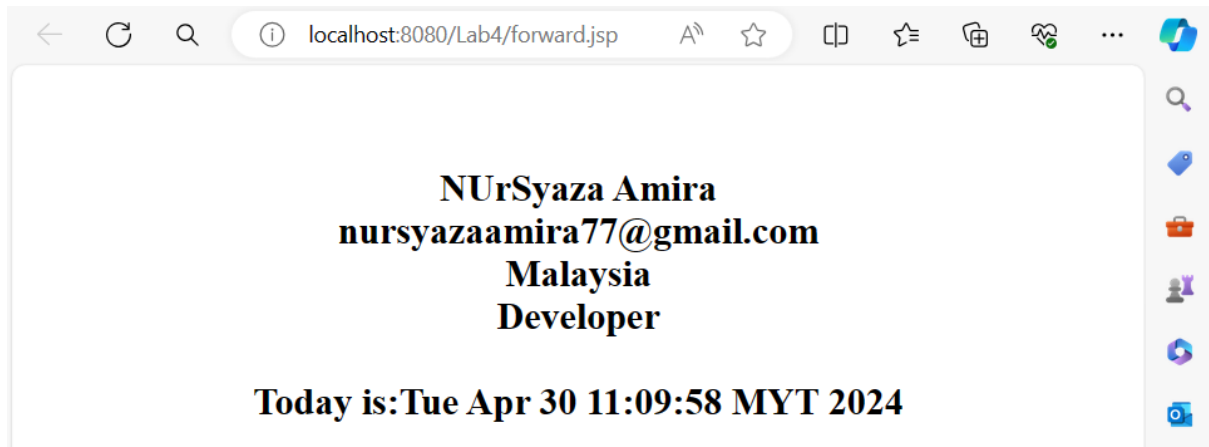 localhost:8080/Lab4/forward.jsp
NUrSyaza Amira
nursyazaamira77@gmail.com
Malaysia
Developer
Today is:Tue Apr 30 11:09:58 MYT 2024